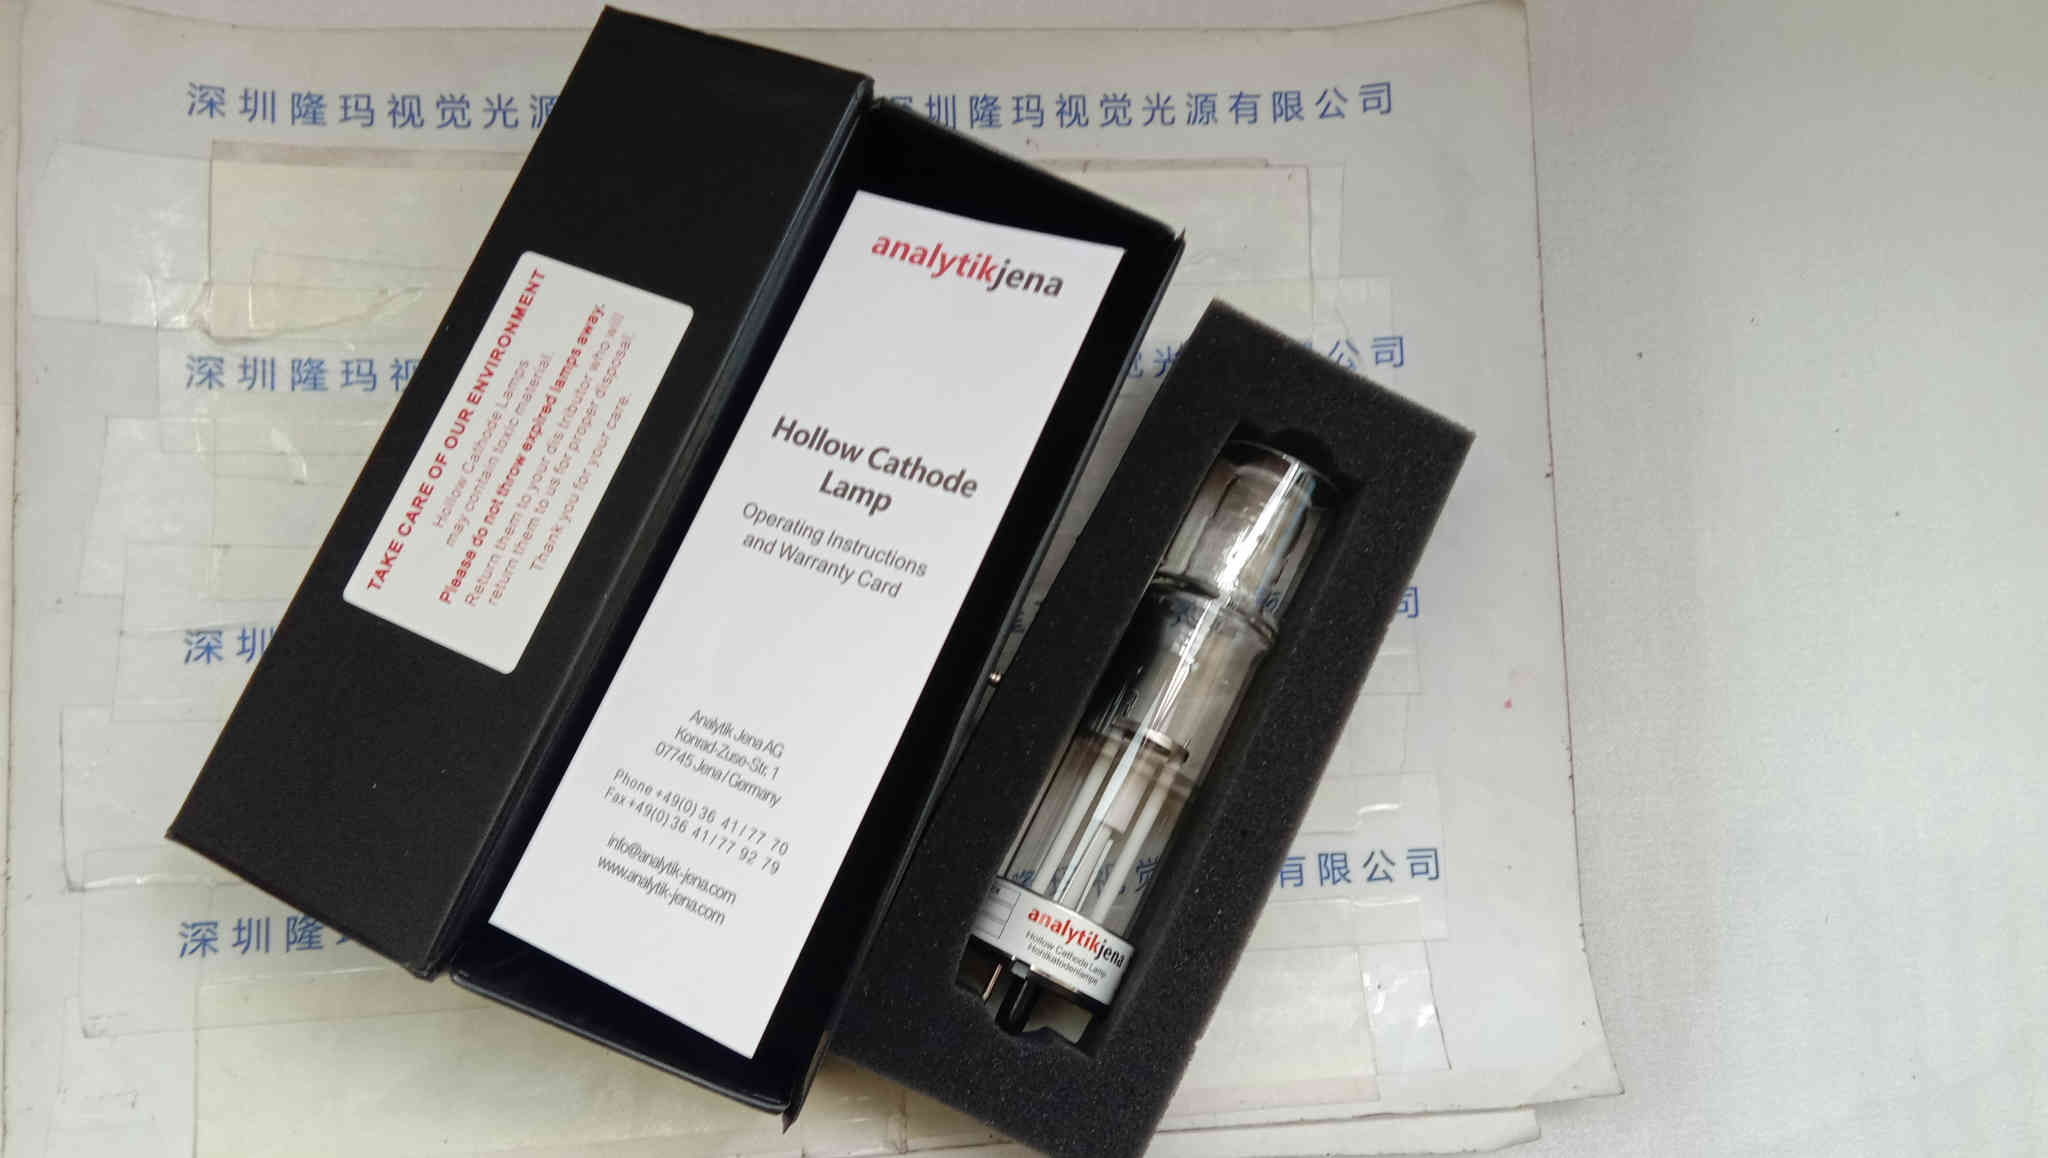 深圳隆玛视觉光源
圳隆玛视觉光源有限公司
深圳隆玛视
觉光
公司
深圳
司
有限公司
深圳隆玛
TAKE CARE OF OUR ENVIRONMENT
Hollow Cathode Lamps
may contain toxic material.
Please do not throw expired lamps away.
Return them to your distributor who will
return them to us for proper disposal.
Thank you for your care.
analytikjena
Hollow Cathode
Lamp
Operating Instructions
and Warranty Card
Analytik Jena AG
Konrad-Zuse-Str. 1
07745 Jena / Germany
Phone +49(0)36 41/77 70
Fax +49(0)36 41/77 92 79
info@analytik-jena.com
www.analytik-jena.com
analytikjena
Hollow Cathode Lamp
Hohlkatodenlampe